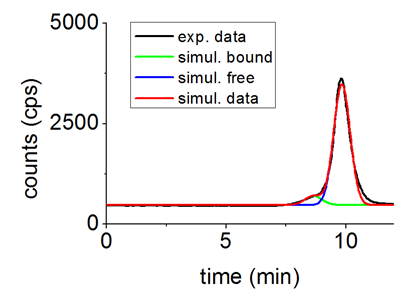 5000
2500
0
counts (cps)
exp. data
simul. bound
simul. free
simul. data
0
5
10
time (min)